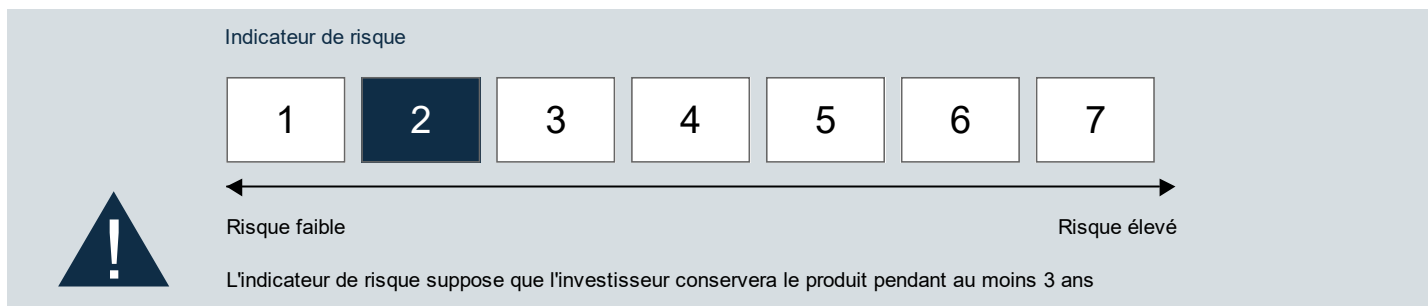 Indicateur de risque
1 2 3 4 5 6 7
Risque faible Risque élevé
!
L'indicateur de risque suppose que l'investisseur conservera le produit pendant au moins 3 ans